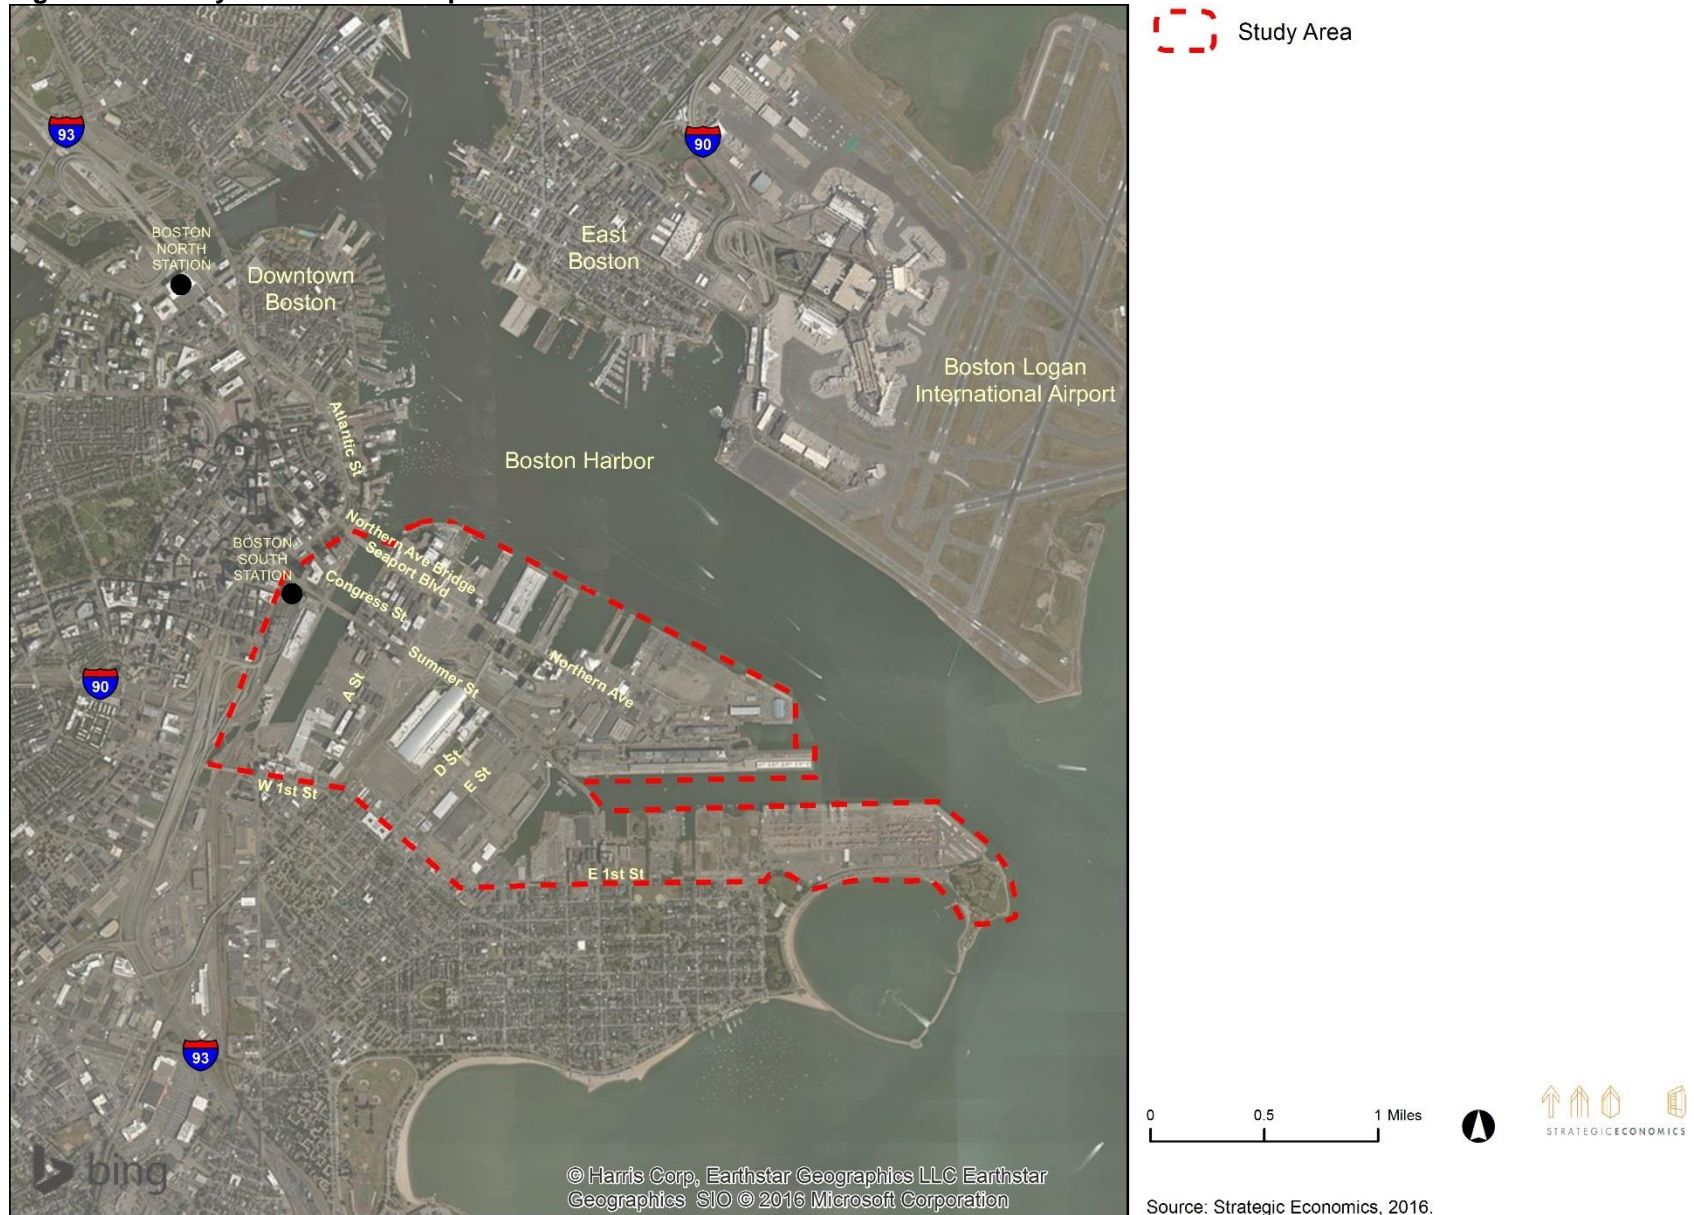 Study Area
93
90
BOSTON
NORTH
STATION
Downtown
Boston
East
Boston
Boston Logan
International Airport
Atlantic St
Boston Harbor
Northern Ave Bridge
Seaport Blvd
BOSTON
SOUTH
STATION
Congress St
Summer St
Northern Ave
A St
90
D St
E St
W 1st St
E 1st St
93
0 0.5 1 Miles
STRATEGICECONOMICS
bing
© Harris Corp, Earthstar Geographics LLC Earthstar
Geographics SIO © 2016 Microsoft Corporation
Source: Strategic Economics, 2016.